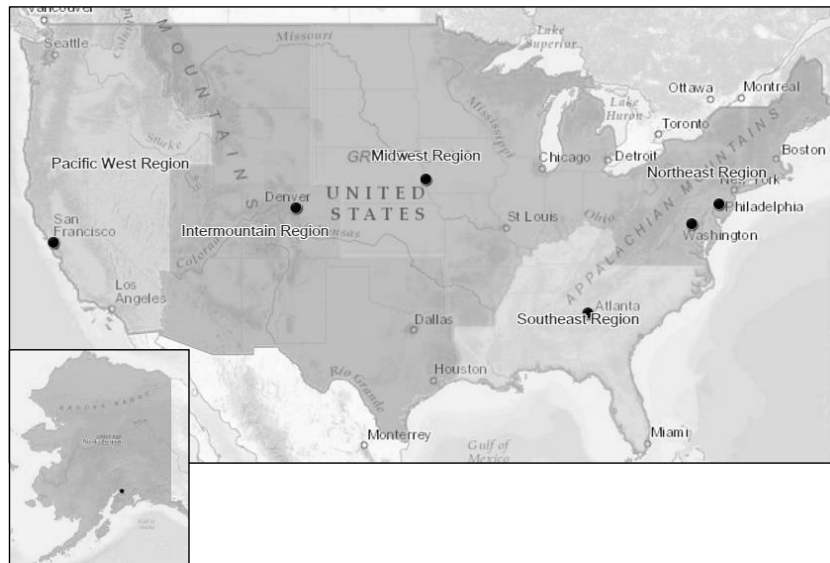 Vancouver
Seattle
MOUNTAINS
Missouri
Lake
Superior
Ottawa
Montreal
Mississippi
Lake
Huron
Toronto
APPALACHIAN MOUNTAINS
Boston
Snake
Pacific West Region
Midwest Region
Chicago
Detroit
Northeast Region
New York
Denver
UNITED
STATES
Philadelphia
San
Francisco
Intermountain Region
St Louis
Ohio
Washington
Los
Angeles
Atlanta
Southeast Region
Dallas
Rio Grande
Houston
Monterrey
Gulf of
Mexico
Miami
BROOKS RANGE